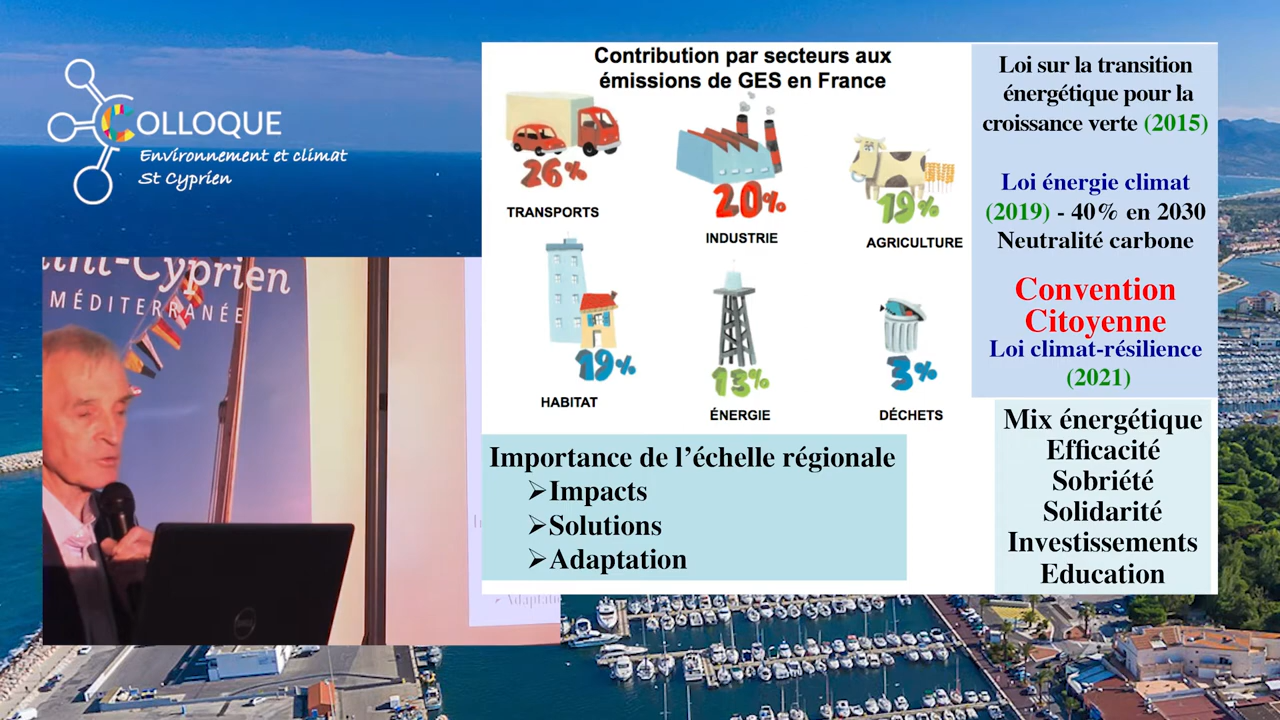 COLLOQUE
Environnement et climat
St Cyprien
Saint-Cyprien
MÉDITERRANÉE
Contribution par secteurs aux
émissions de GES en France
26%
TRANSPORTS
20%
INDUSTRIE
19%
AGRICULTURE
19%
HABITAT
13%
ÉNERGIE
3%
DÉCHETS
Importance de l'échelle régionale
➢Impacts
➢Solutions
➢Adaptation
Loi sur la transition
énergétique pour la
croissance verte (2015)
Loi énergie climat
(2019) - 40% en 2030
Neutralité carbone
Convention
Citoyenne
Loi climat-résilience
(2021)
Mix énergétique
Efficacité
Sobriété
Solidarité
Investissements
Education
DELL